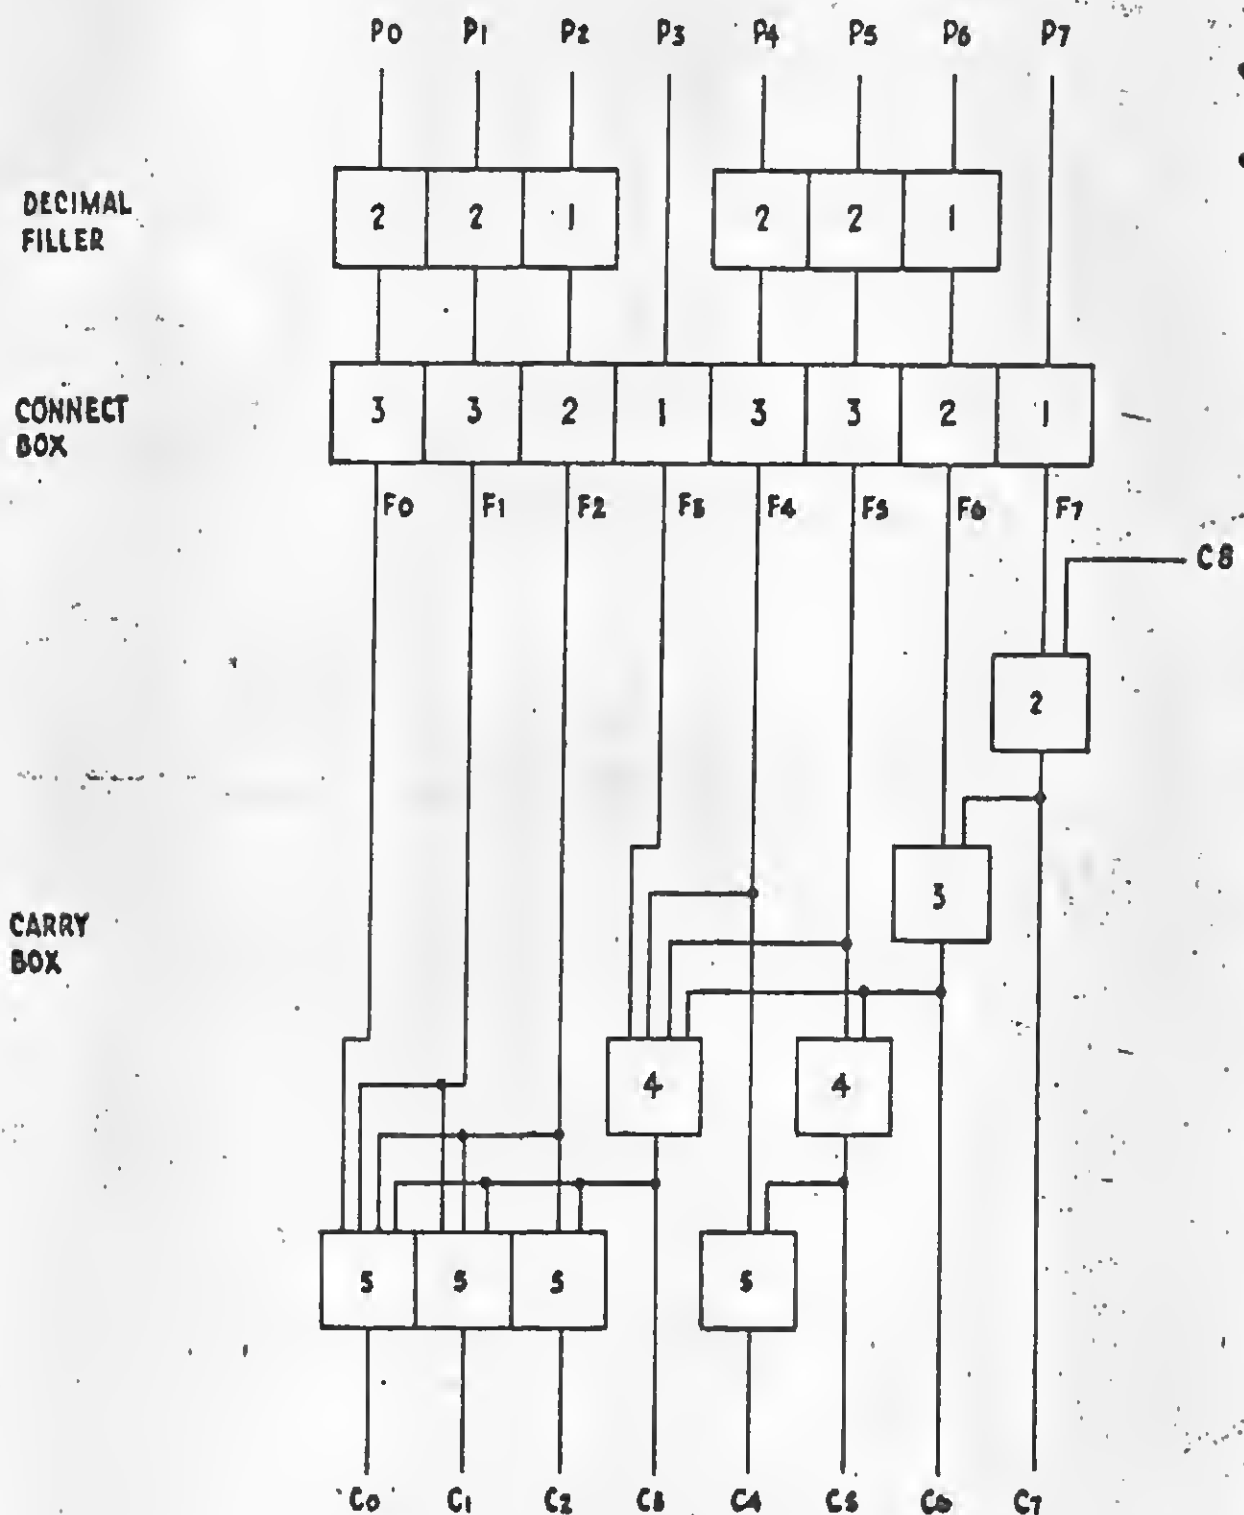 P0 P1 P2 P3 P4 P5 P6 P7
DECIMAL
FILLER
2 2 1 2 2 1
CONNECT
BOX
3 3 2 1 3 3 2 1
F0 F1 F2 F3 F4 F5 F6 F7
C8
2
3
CARRY
BOX
4 4
5 5 5 5
C0 C1 C2 C3 C4 C5 C6 C7